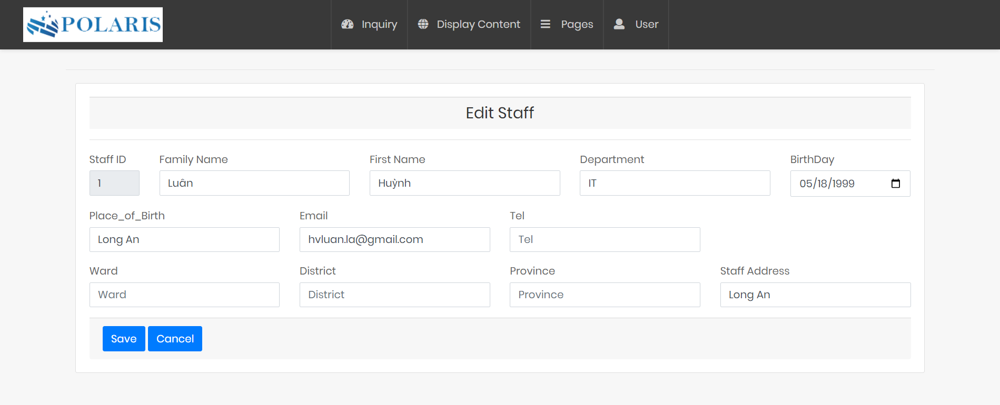 POLARIS Inquiry Display Content Pages User
Edit Staff
Staff ID Family Name First Name Department BirthDay
1 Luân Huỳnh IT 05/18/1999
Place_of_Birth Email Tel
Long An hvluan.la@gmail.com Tel
Ward District Province Staff Address
Ward District Province Long An
Save Cancel